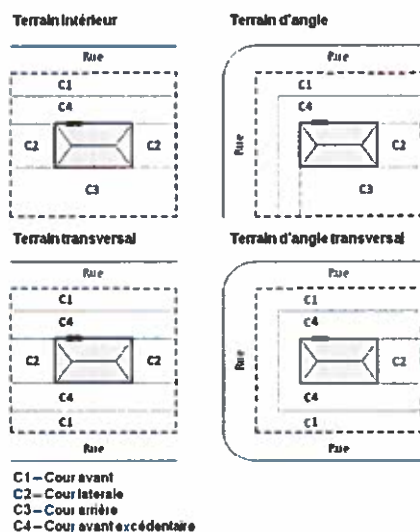 Terrain intérieur
Rue
C1
C4
C2
C2
C3
Terrain d'angle
Rue
Rue
C1
C4
C2
C3
Terrain transversal
Rue
C1
C4
C2
C2
C4
C1
Rue
Terrain d'angle transversal
Rue
Rue
C1
C4
C2
C4
C1
Rue
C1 – Cour avant
C2 – Cour laterale
C3 – Cour arrière
C4 – Cour avant excédentaire